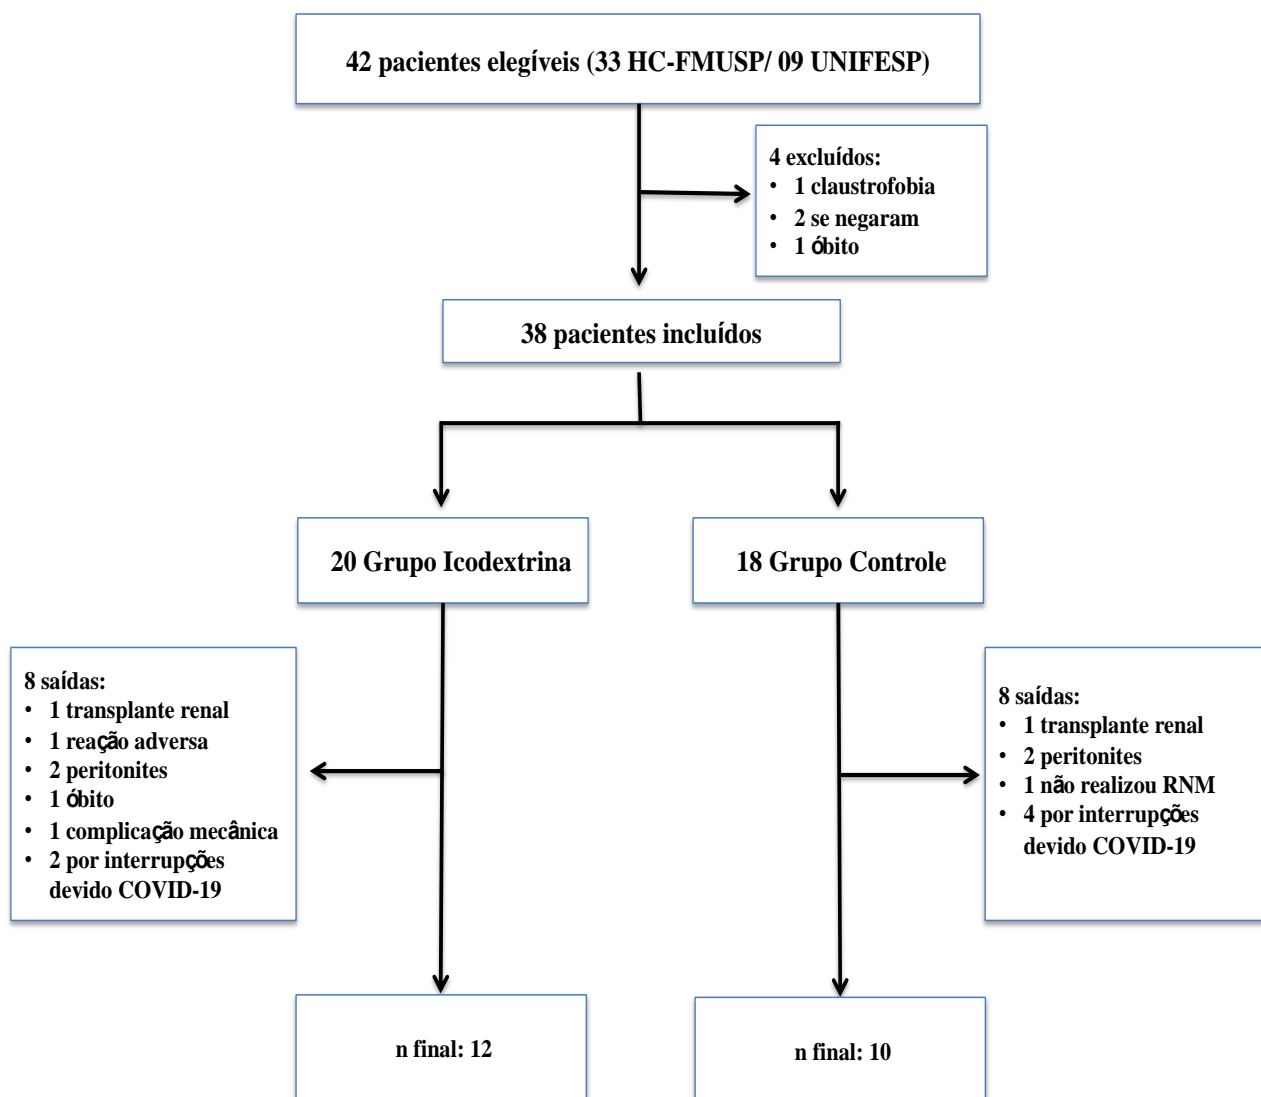 42 pacientes elegíveis (33 HC-FMUSP/ 09 UNIFESP)
4 excluídos:
• 1 claustrofobia
• 2 se negaram
• 1 óbito
38 pacientes incluídos
20 Grupo Icodextrina
18 Grupo Controle
8 saídas:
• 1 transplante renal
• 1 reação adversa
• 2 peritonites
• 1 óbito
• 1 complicação mecânica
• 2 por interrupções
devido COVID-19
8 saídas:
• 1 transplante renal
• 2 peritonites
• 1 não realizou RNM
• 4 por interrupções
devido COVID-19
n final: 12
n final: 10